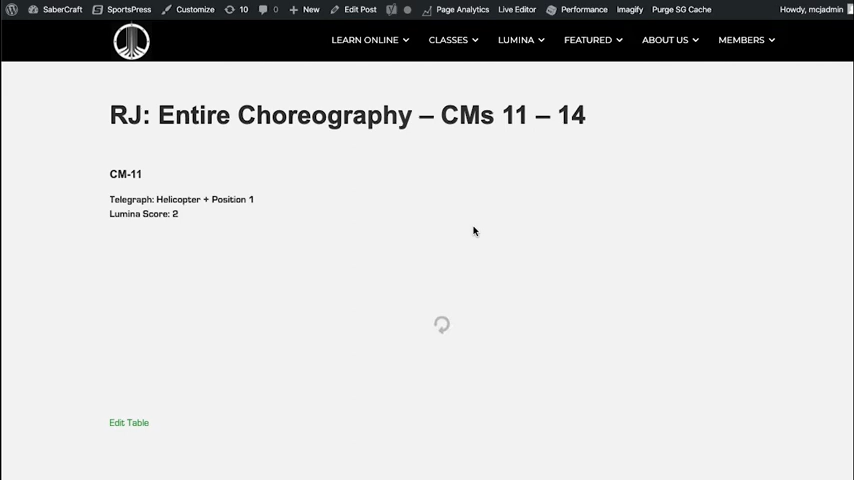 SaberCraft SportsPress Customize 10 0 New Edit Post Page Analytics Live Editor Performance Imagify Purge SG Cache Howdy, mcjadmin
LEARN ONLINE CLASSES LUMINA FEATURED ABOUT US MEMBERS
RJ: Entire Choreography – CMs 11 – 14
CM-11
Telegraph: Helicopter + Position 1
Lumina Score: 2
Edit Table